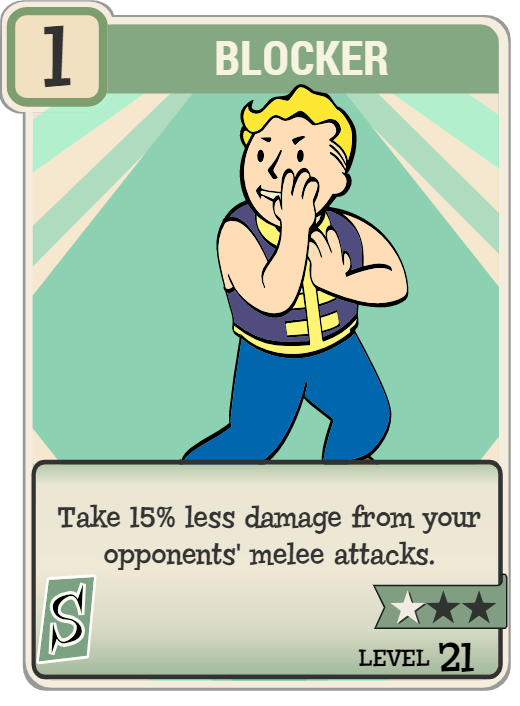 1
BLOCKER
Take 15% less damage from your
opponents' melee attacks.
S
LEVEL 21